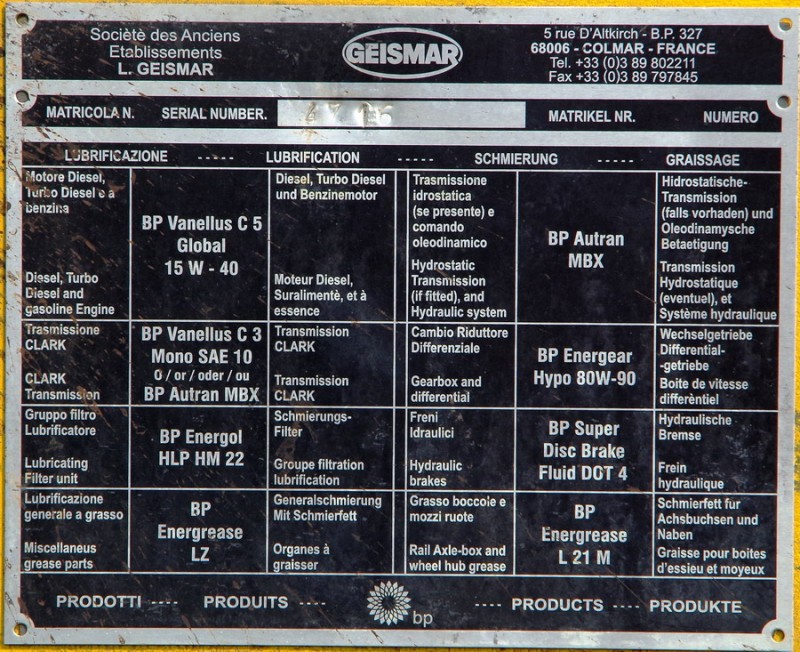 Sociètè des Anciens
Etablissements
L. GEISMAR
GEISMAR
5 rue D'Altkirch - B.P. 327
68006 - COLMAR - FRANCE
Tel. +33 (0)3 89 802211
Fax +33 (0)3 89 797845
MATRICOLA N. SERIAL NUMBER. MATRIKEL NR. NUMERO
LUBRIFICAZIONE ----- LUBRIFICATION ----- SCHMIERUNG ----- GRAISSAGE
Motore Diesel,
Turbo Diesel e a
benzina
Diesel, Turbo
Diesel and
gasoline Engine
BP Vanellus C 5
Global
15 W - 40
Diesel, Turbo Diesel
und Benzinemotor
Moteur Diesel,
Suralimentè, et à
essence
Trasmissione
idrostatica
(se presente) e
comando
oleodinamico
Hydrostatic
Transmission
(if fitted), and
Hydraulic system
BP Autran
MBX
Hidrostatische-
Transmission
(falls vorhaden) und
Oleodinamysche
Betaetigung
Transmission
Hydrostatique
(eventuel), et
Système hydraulique
Trasmissione
CLARK
CLARK
Transmission
BP Vanellus C 3
Mono SAE 10
O / or / oder / ou
BP Autran MBX
Transmission
CLARK
Transmission
CLARK
Cambio Riduttore
Differenziale
Gearbox and
differential
BP Energear
Hypo 80W-90
Wechselgetriebe
Differential-
-getriebe
Boite de vitesse
diffèrèntiel
Gruppo filtro
Lubrificatore
Lubricating
Filter unit
BP Energol
HLP HM 22
Schmierungs-
Filter
Groupe filtration
lubrification
Freni
Idraulici
Hydraulic
brakes
BP Super
Disc Brake
Fluid DOT 4
Hydraulische
Bremse
Frein
hydraulique
Lubrificazione
generale a grasso
Miscellaneus
grease parts
BP
Energrease
LZ
Generalschmierung
Mit Schmierfett
Organes à
graisser
Grasso boccole e
mozzi ruote
Rail Axle-box and
wheel hub grease
BP
Energrease
L 21 M
Schmierfett fur
Achsbuchsen und
Naben
Graisse pour boites
d'essieu et moyeux
PRODOTTI ---- PRODUITS ---- bp ---- PRODUCTS ---- PRODUKTE